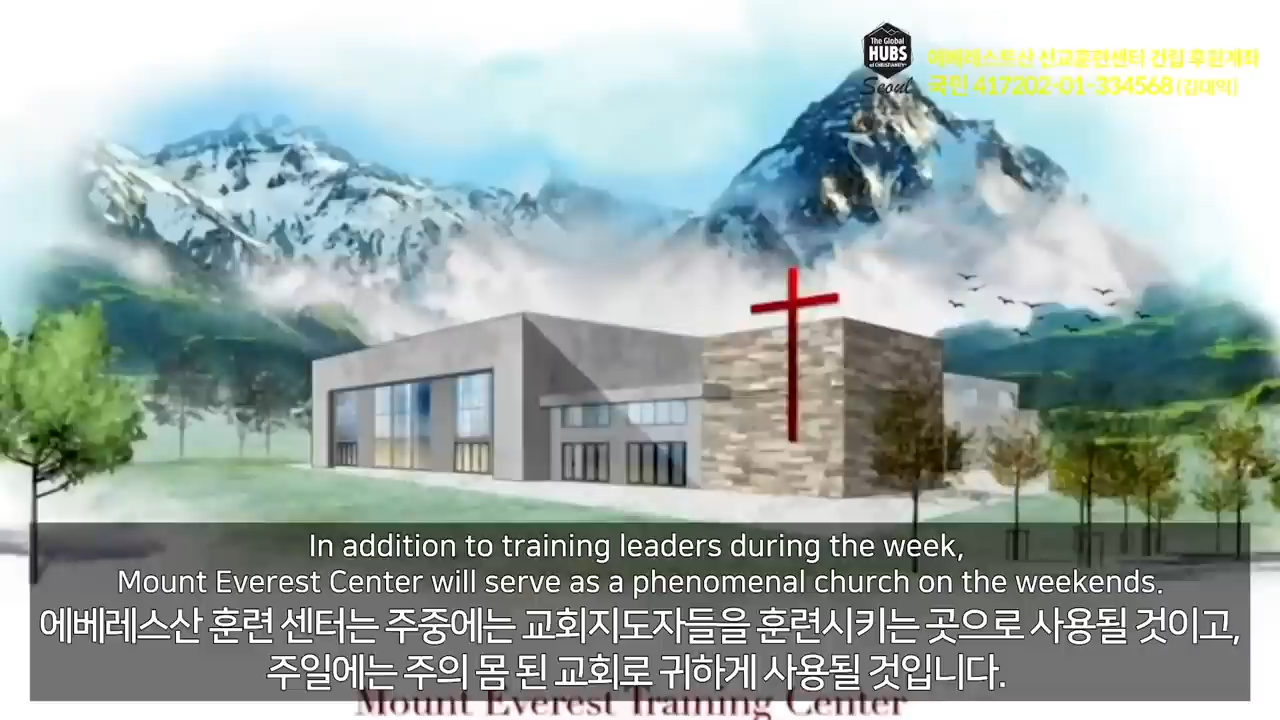 The Global
HUBS
of CHRISTIANITY
Seoul
에베레스트산 선교훈련센터 건립 후원계좌
국민 417202-01-334568 (김대억)
In addition to training leaders during the week,
Mount Everest Center will serve as a phenomenal church on the weekends.
에베레스산 훈련 센터는 주중에는 교회지도자들을 훈련시키는 곳으로 사용될 것이고,
주일에는 주의 몸 된 교회로 귀하게 사용될 것입니다.
Mount Everest Training Center